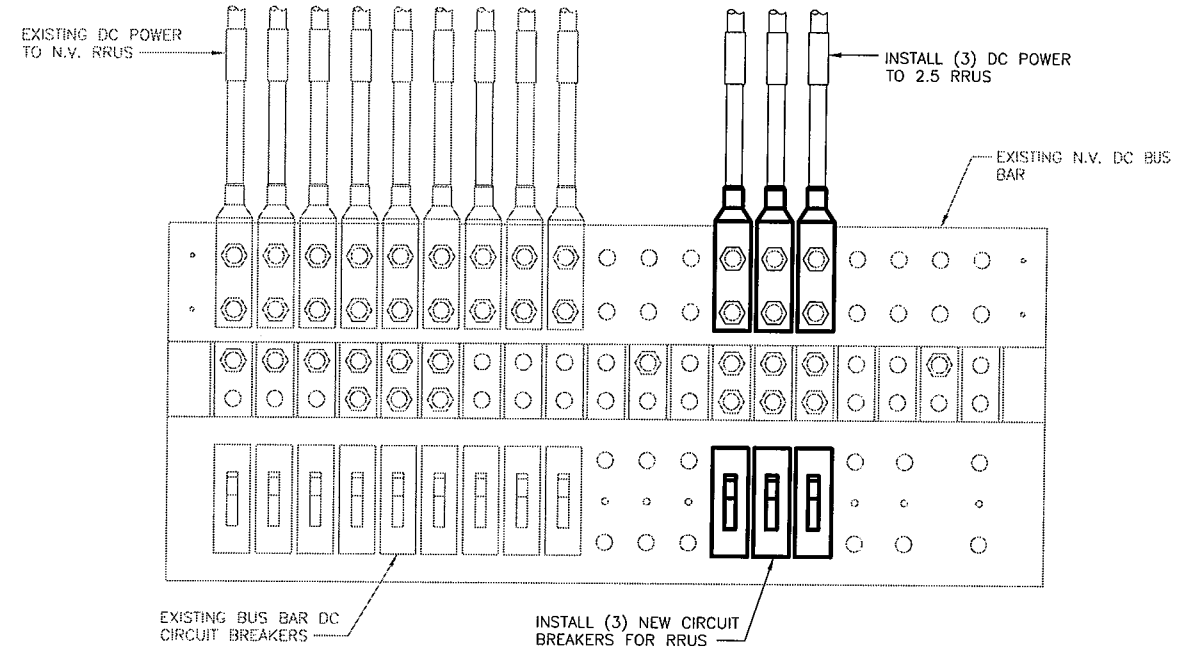 EXISTING DC POWER
TO N.V. RRUS
INSTALL (3) DC POWER
TO 2.5 RRUS
EXISTING N.V. DC BUS
BAR
EXISTING BUS BAR DC
CIRCUIT BREAKERS
INSTALL (3) NEW CIRCUIT
BREAKERS FOR RRUS